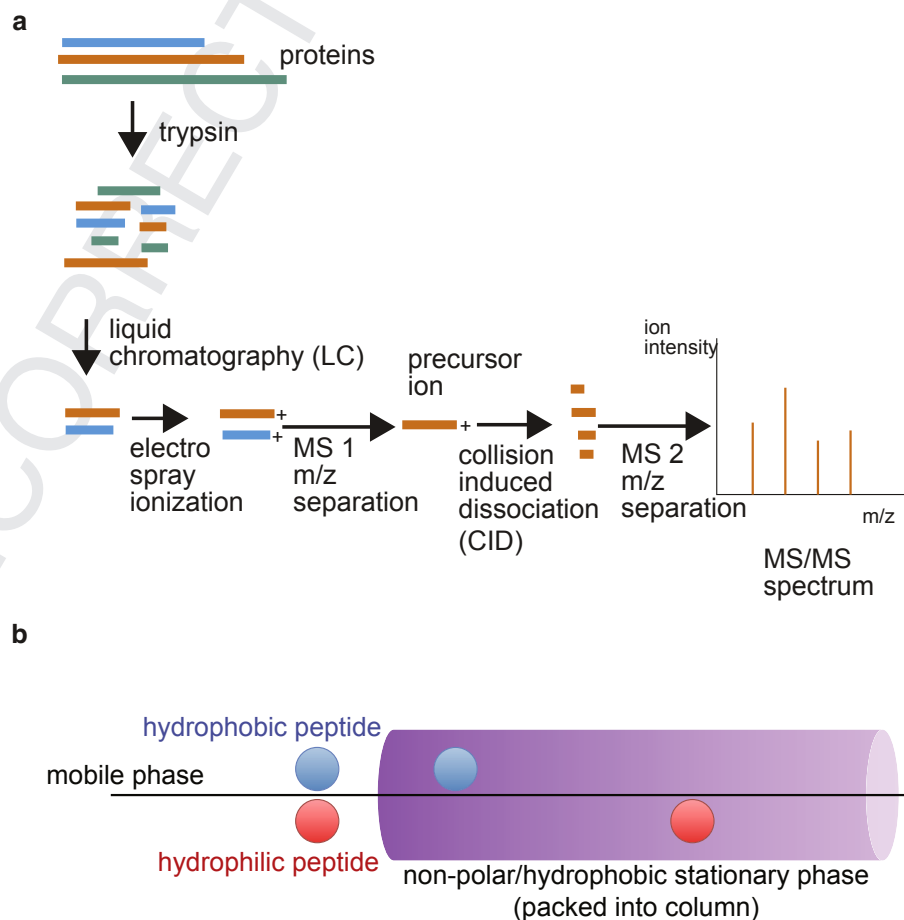 a
proteins
trypsin
liquid
chromatography (LC)
electro
spray
ionization
MS 1
m/z
separation
precursor
ion
collision
induced
dissociation
(CID)
MS 2
m/z
separation
ion
intensity
m/z
MS/MS
spectrum
+
+
+
b
hydrophobic peptide
mobile phase
hydrophilic peptide
non-polar/hydrophobic stationary phase
(packed into column)
CORRECT